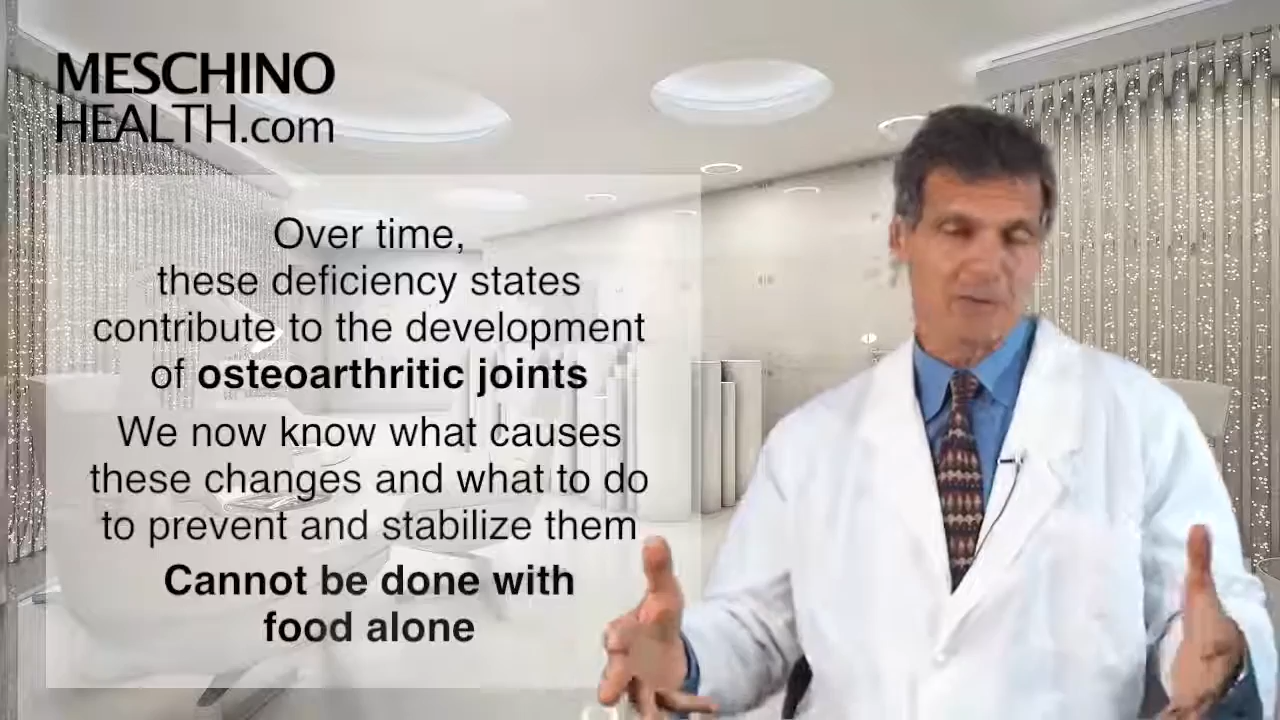 MESCHINO
HEALTH.com
Over time,
these deficiency states
contribute to the development
of osteoarthritic joints
We now know what causes
these changes and what to do
to prevent and stabilize them
Cannot be done with
food alone